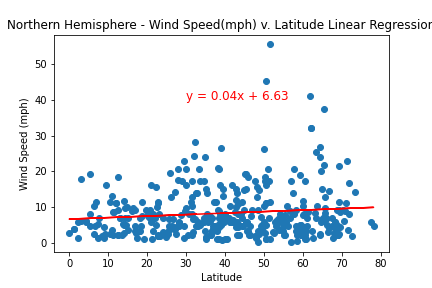 Northern Hemisphere - Wind Speed(mph) v. Latitude Linear Regression
y = 0.04x + 6.63
Wind Speed (mph)
50
40
30
20
10
0
0 10 20 30 40 50 60 70 80
Latitude